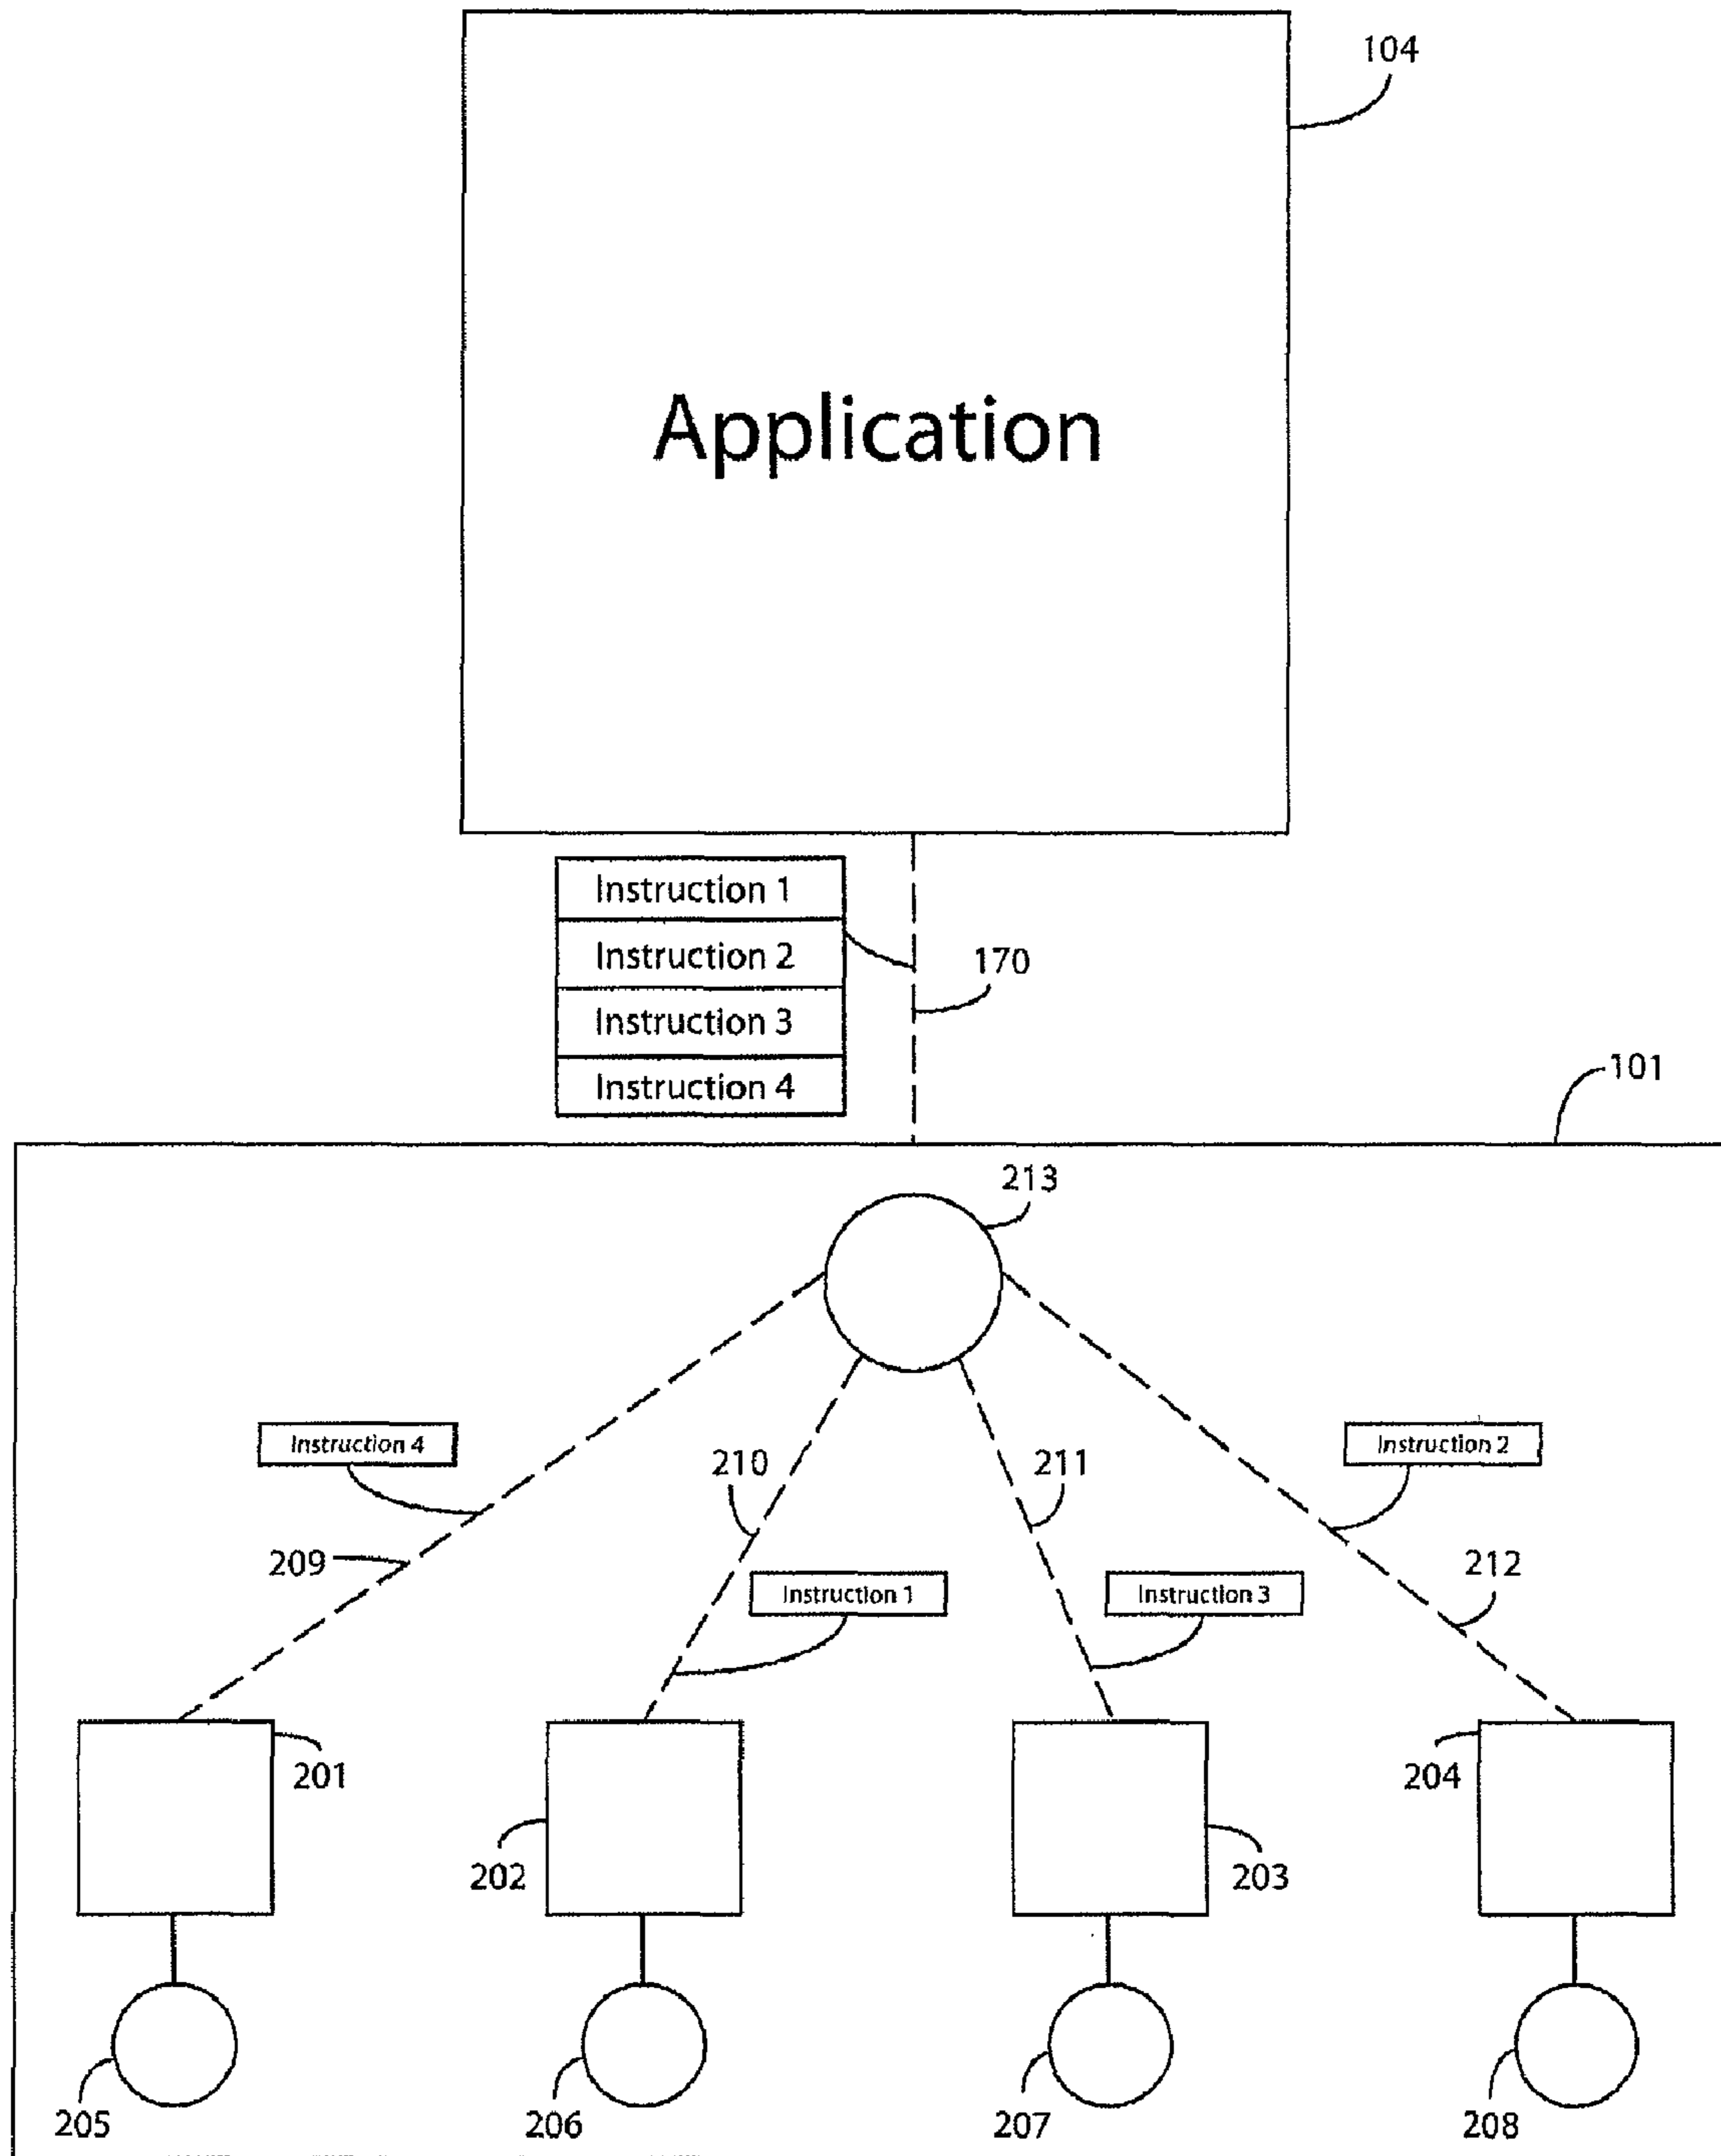 104
Application
Instruction 1
Instruction 2
170
Instruction 3
Instruction 4
101
213
Instruction 4
210
211
Instruction 2
209
212
Instruction 1
Instruction 3
201
204
202
203
205
206
207
208